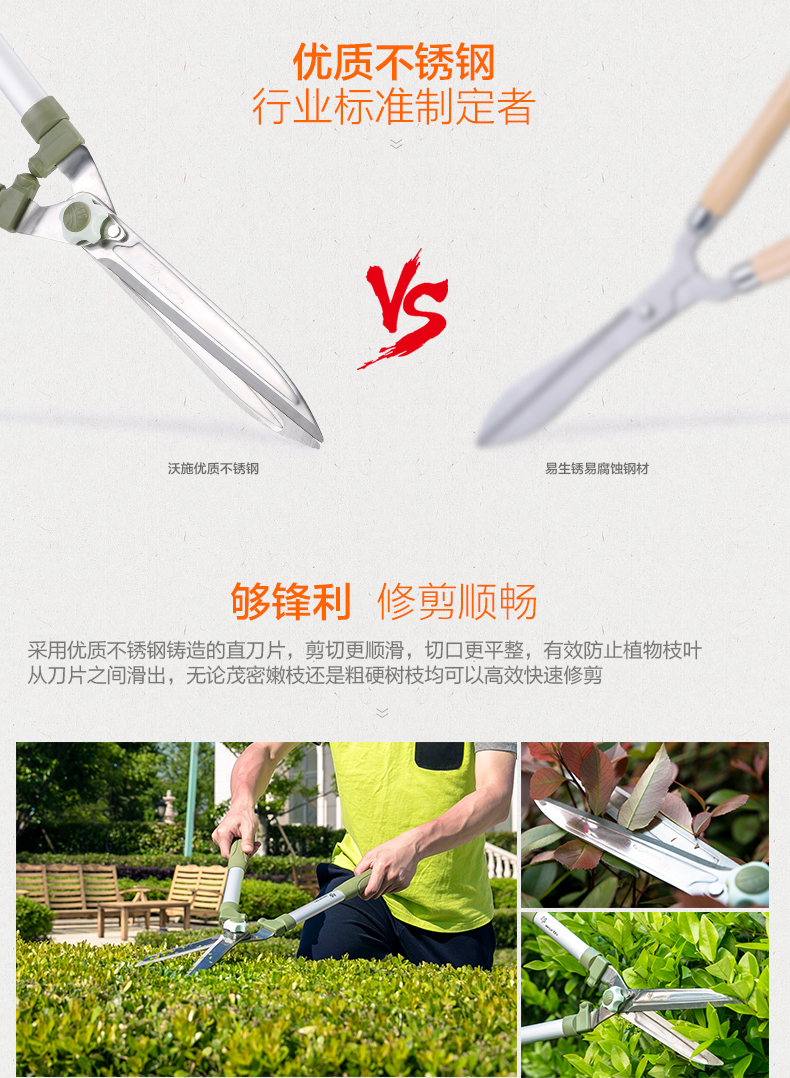 优质不锈钢
行业标准制定者
VS
沃施优质不锈钢
易生锈易腐蚀钢材
够锋利 修剪顺畅
采用优质不锈钢铸造的直刀片，剪切更顺滑，切口更平整，有效防止植物枝叶
从刀片之间滑出，无论茂密嫩枝还是粗硬树枝均可以高效快速修剪